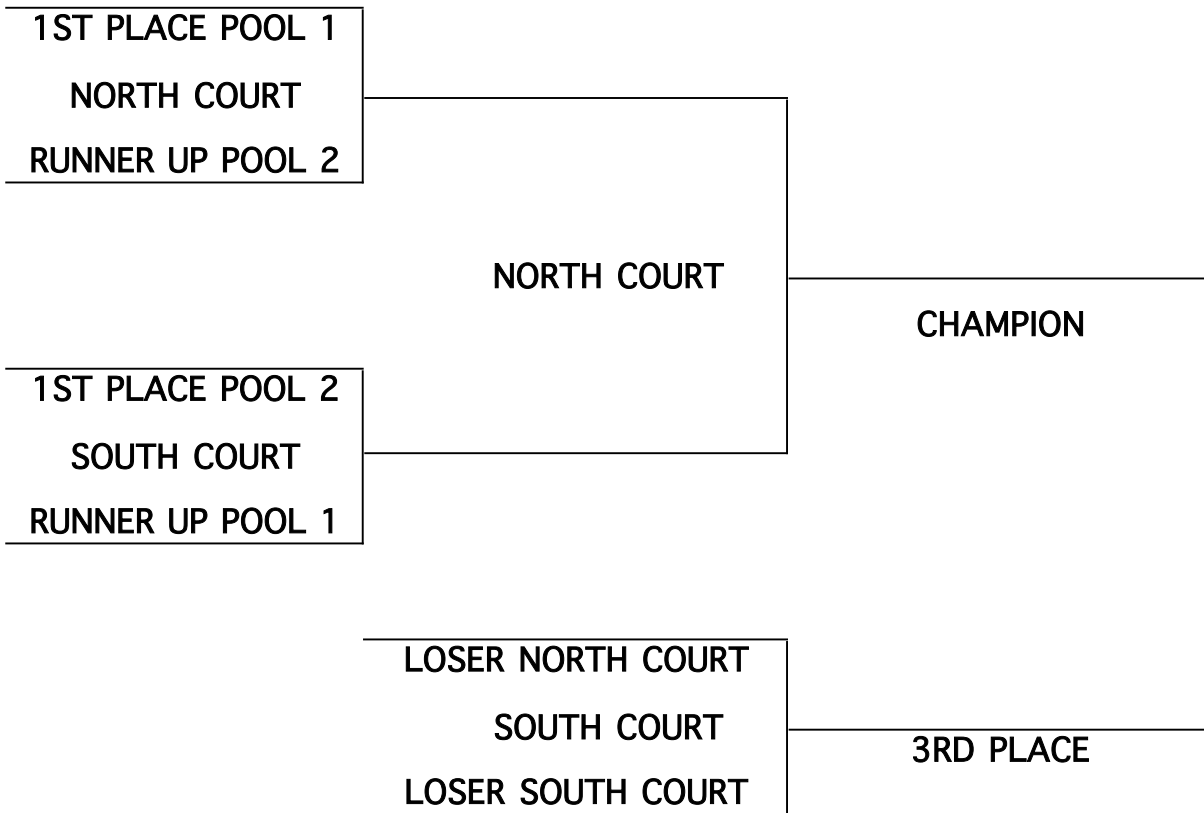 1ST PLACE POOL 1
NORTH COURT
RUNNER UP POOL 2
NORTH COURT
CHAMPION
1ST PLACE POOL 2
SOUTH COURT
RUNNER UP POOL 1
LOSER NORTH COURT
SOUTH COURT
3RD PLACE
LOSER SOUTH COURT